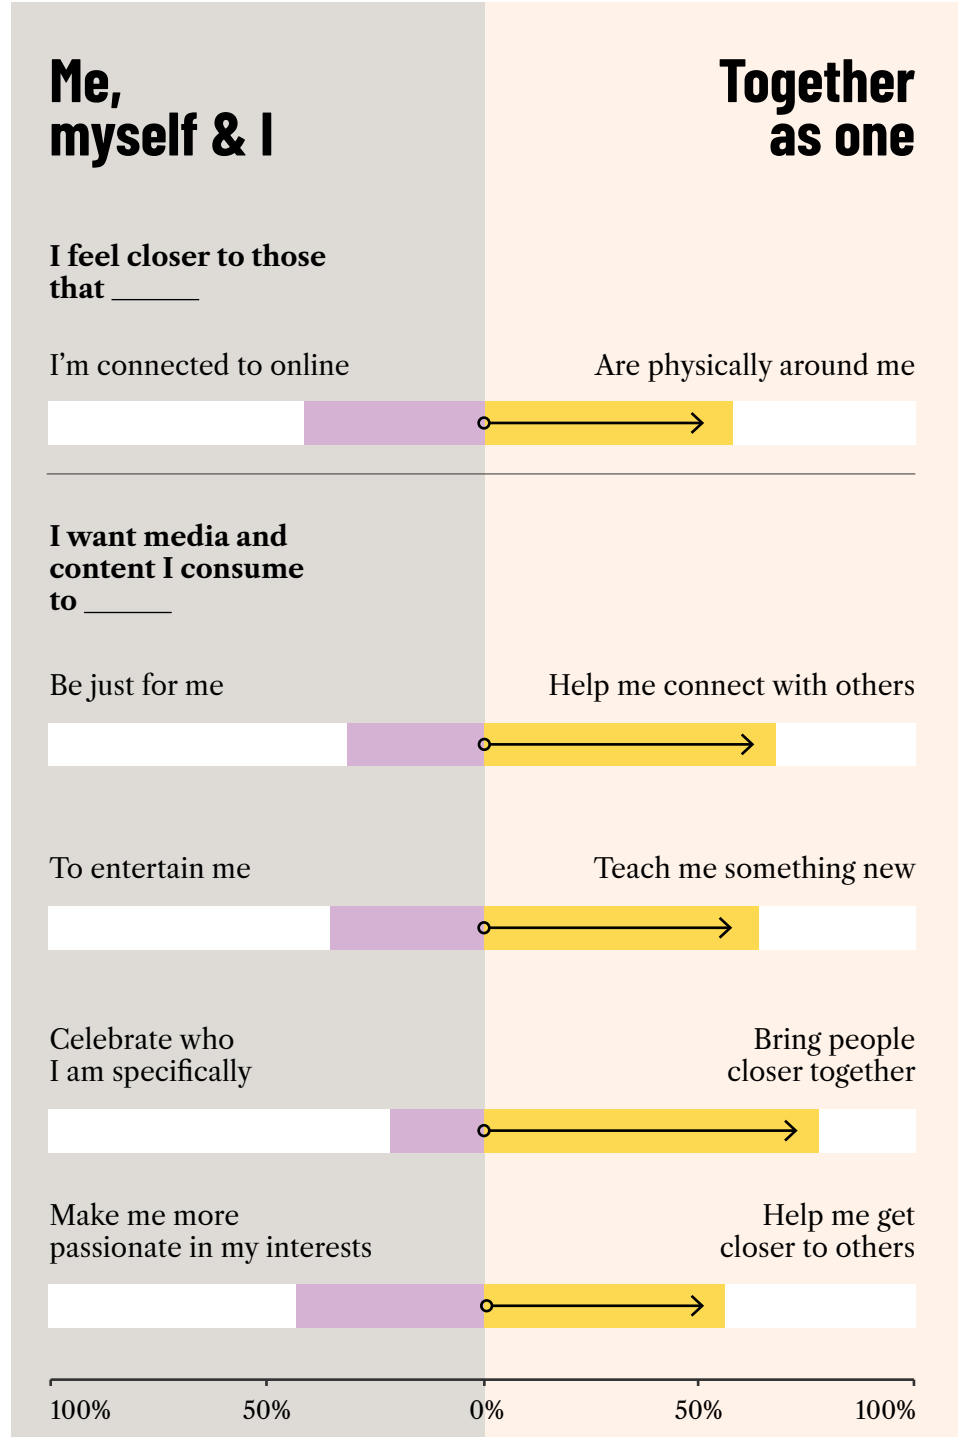 Me,
myself & I
Together
as one
I feel closer to those
that ______
I’m connected to online
Are physically around me
I want media and
content I consume
to ______
Be just for me
Help me connect with others
To entertain me
Teach me something new
Celebrate who
I am specifically
Bring people
closer together
Make me more
passionate in my interests
Help me get
closer to others
100% 50% 0% 50% 100%